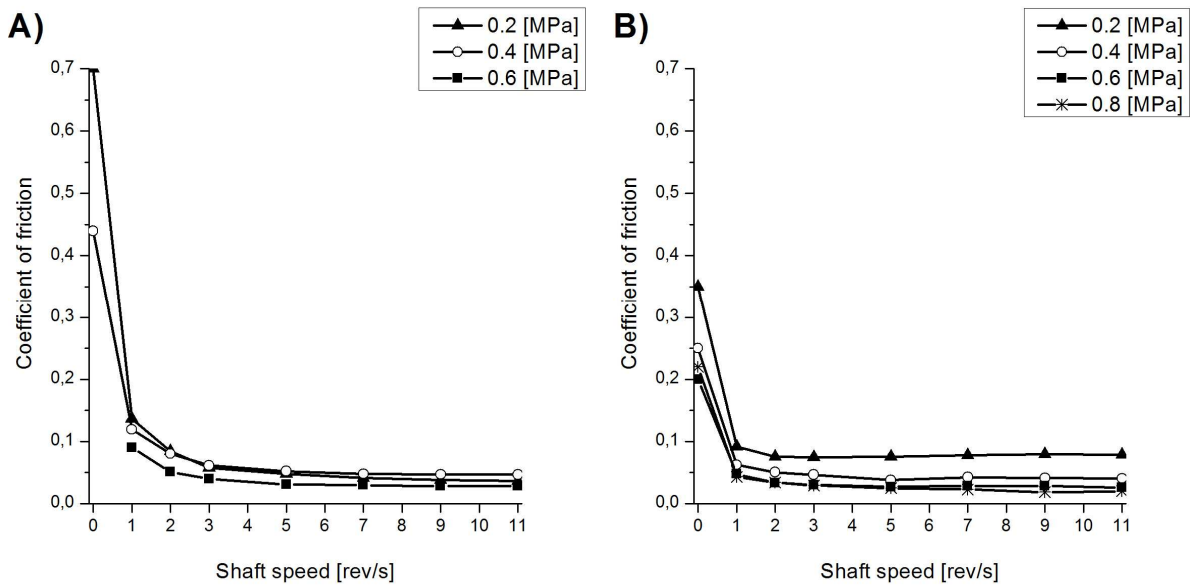 A)
0.2 [MPa]
0.4 [MPa]
0.6 [MPa]
0,7
0,6
0,5
0,4
0,3
0,2
0,1
0,0
Coefficient of friction
0 1 2 3 4 5 6 7 8 9 10 11
Shaft speed [rev/s]
B)
0.2 [MPa]
0.4 [MPa]
0.6 [MPa]
0.8 [MPa]
0,7
0,6
0,5
0,4
0,3
0,2
0,1
0,0
Coefficient of friction
0 1 2 3 4 5 6 7 8 9 10 11
Shaft speed [rev/s]